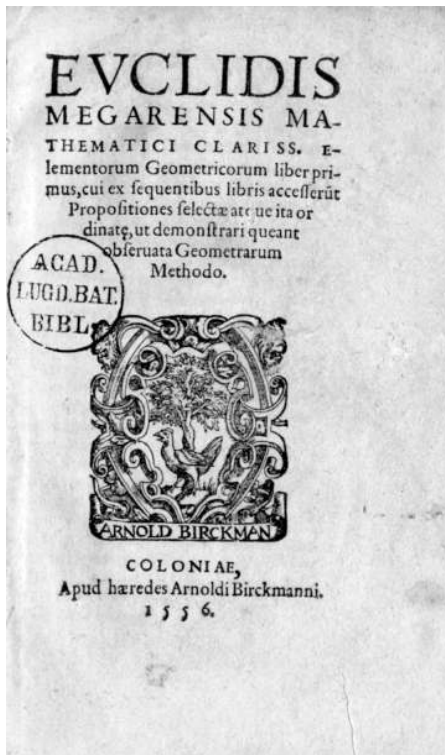 EVCLIDIS
MEGARENSIS MA-
THEMATICI CLARISS. E-
lementorum Geometricorum liber pri-
mus, cui ex ſequentibus libris acceſſerūt
Propoſitiones ſelectæ atque ita or
dinatę, ut demonſtrari queant
obſeruata Geometrarum
Methodo.
ACAD.
LUGD.BAT.
BIBL.
ARNOLD BIRCKMAN
COLONIAE,
Apud hæredes Arnoldi Birckmanni.
1556.